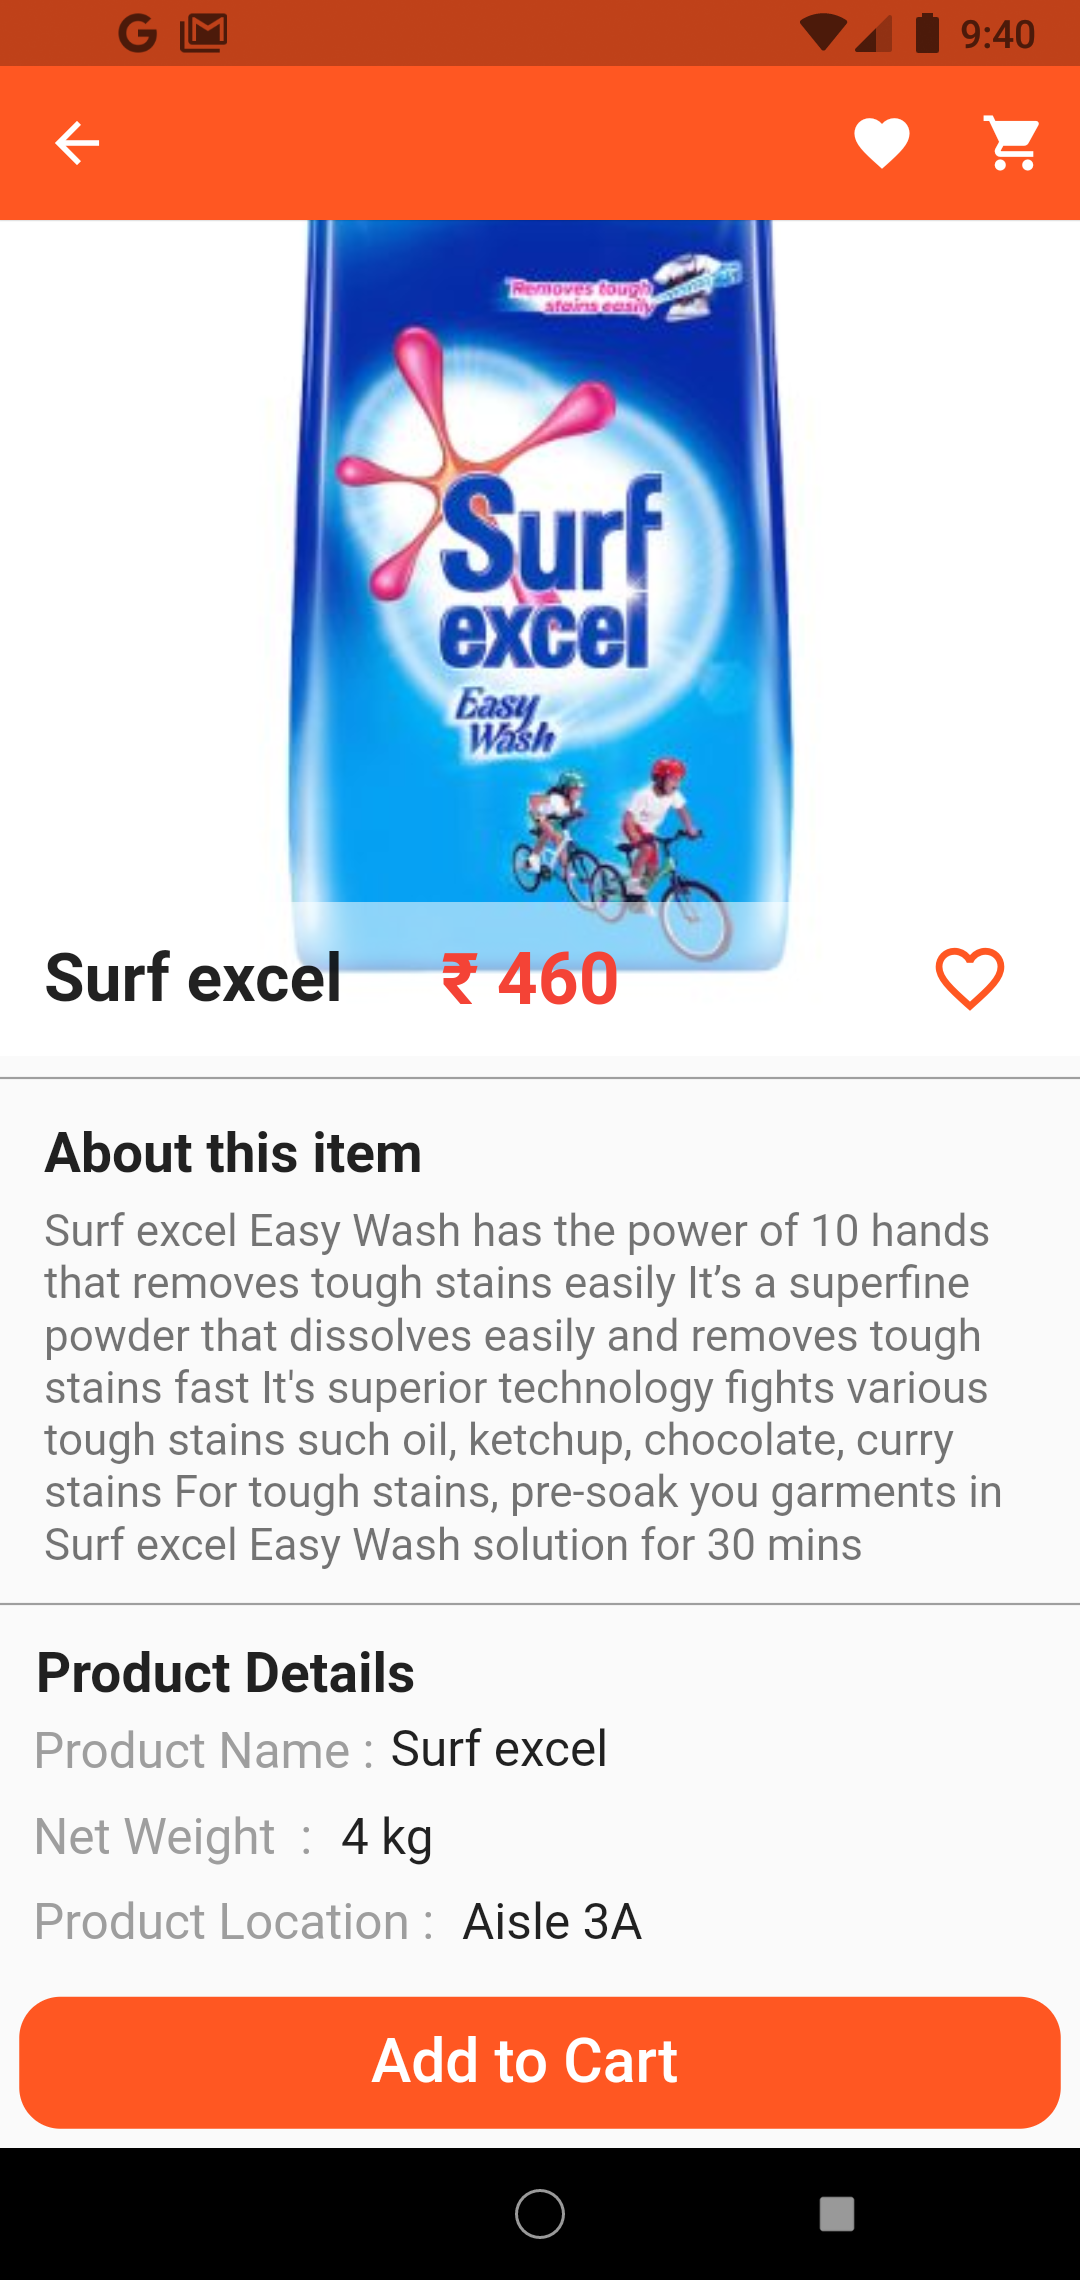 9:40
Removes tough
stains easily
Surf
excel
Easy
Wash
Surf excel ₹ 460
About this item
Surf excel Easy Wash has the power of 10 hands
that removes tough stains easily It’s a superfine
powder that dissolves easily and removes tough
stains fast It's superior technology fights various
tough stains such oil, ketchup, chocolate, curry
stains For tough stains, pre-soak you garments in
Surf excel Easy Wash solution for 30 mins
Product Details
Product Name : Surf excel
Net Weight : 4 kg
Product Location : Aisle 3A
Add to Cart